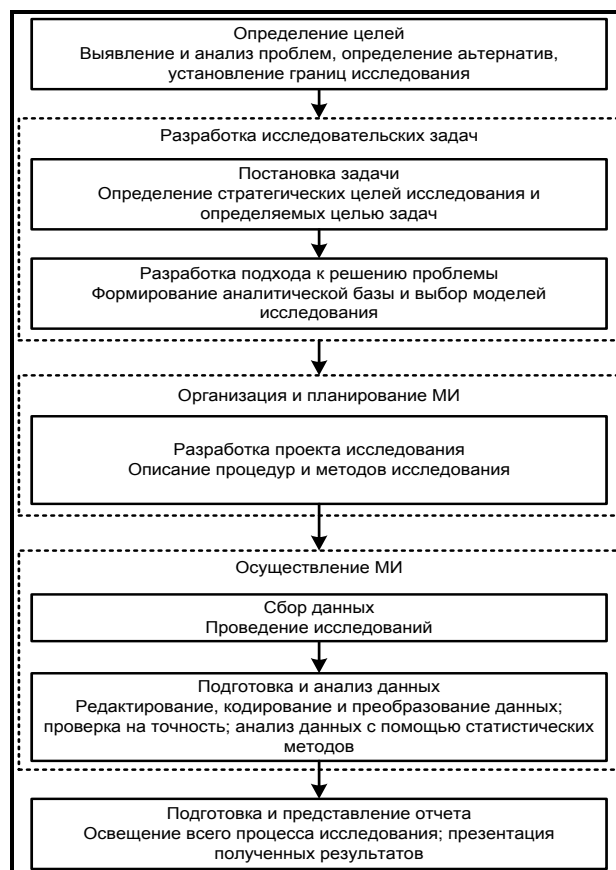 Определение целей
Выявление и анализ проблем, определение аьтернатив,
установление границ исследования
Разработка исследовательских задач
Постановка задачи
Определение стратегических целей исследования и
определяемых целью задач
Разработка подхода к решению проблемы
Формирование аналитической базы и выбор моделей
исследования
Организация и планирование МИ
Разработка проекта исследования
Описание процедур и методов исследования
Осуществление МИ
Сбор данных
Проведение исследований
Подготовка и анализ данных
Редактирование, кодирование и преобразование данных;
проверка на точность; анализ данных с помощью статистических
методов
Подготовка и представление отчета
Освещение всего процесса исследования; презентация
полученных результатов